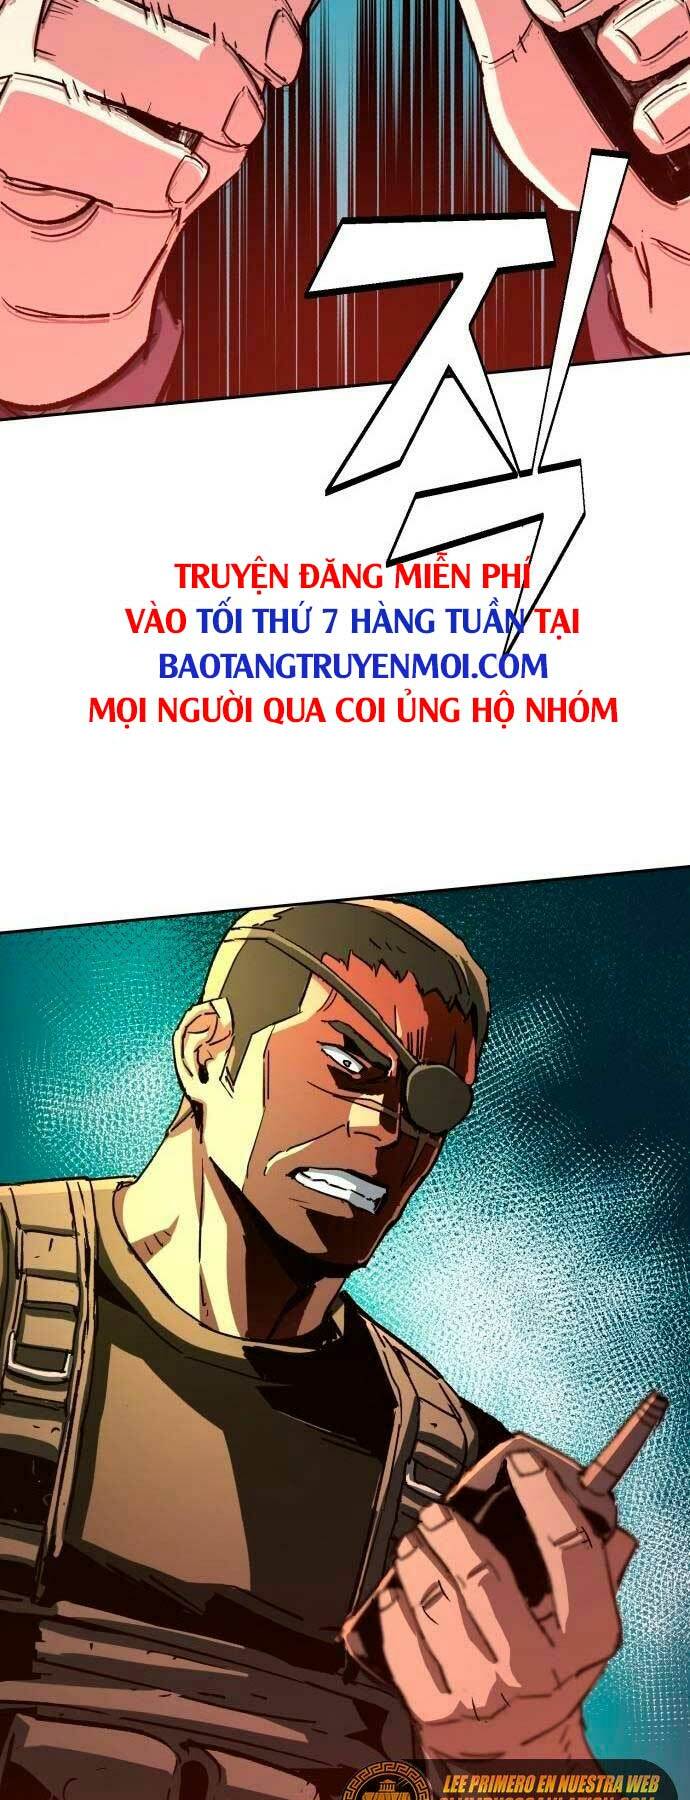 직
TRUYỆN ĐĂNG MIỄN PHÍ
VÀO TỐI THỨ 7 HÀNG TUẦN TẠI
BAOTANGTRUYENMOI.COM
MỌI NGƯỜI QUA COI ỦNG HỘ NHÓM
LEE PRIMERO EN NUESTRA WEB